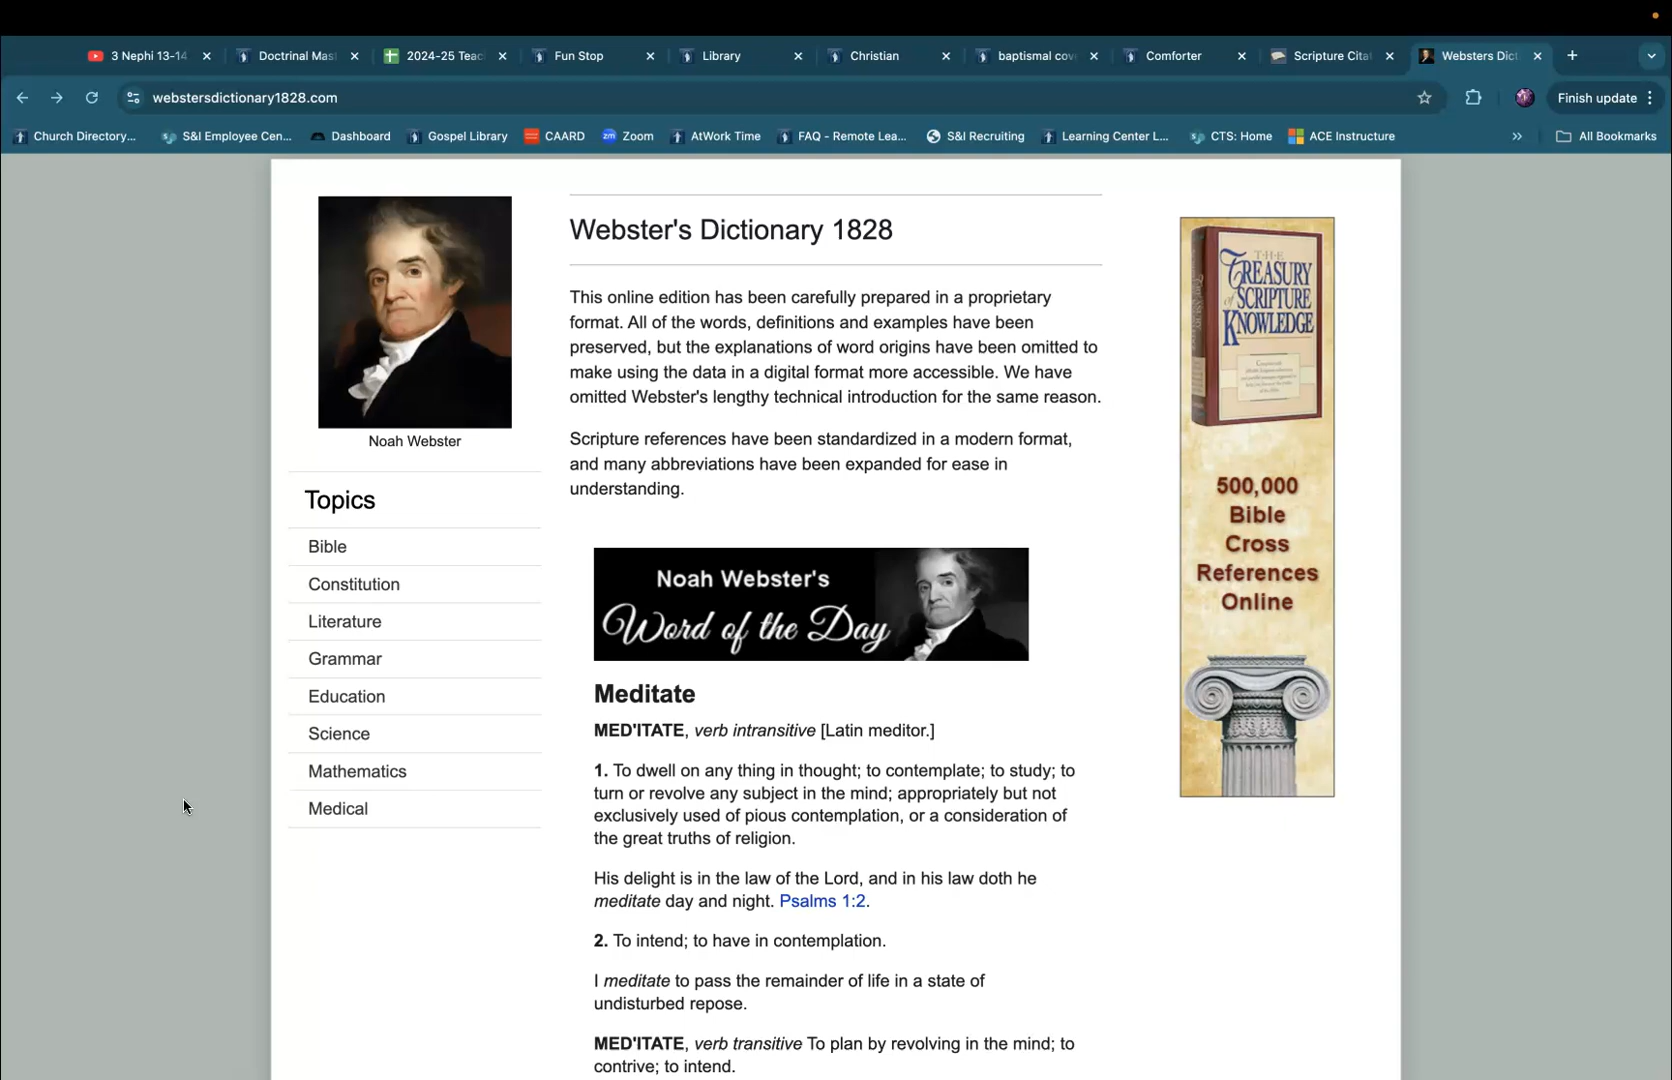 3 Nephi 13-14
Doctrinal Mas
2024-25 Teac
Fun Stop
Library
Christian
baptismal cov
Comforter
Scripture Citat
Websters Dict
webstersdictionary1828.com
Finish update
Church Directory...
S&I Employee Cen...
Dashboard
Gospel Library
CAARD
zm Zoom
AtWork Time
FAQ - Remote Lea...
S&I Recruiting
Learning Center L...
CTS: Home
ACE Instructure
All Bookmarks
Noah Webster
Topics
Bible
Constitution
Literature
Grammar
Education
Science
Mathematics
Medical
Webster's Dictionary 1828
This online edition has been carefully prepared in a proprietary
format. All of the words, definitions and examples have been
preserved, but the explanations of word origins have been omitted to
make using the data in a digital format more accessible. We have
omitted Webster's lengthy technical introduction for the same reason.
Scripture references have been standardized in a modern format,
and many abbreviations have been expanded for ease in
understanding.
Noah Webster's
Word of the Day
Meditate
MED'ITATE, verb intransitive [Latin meditor.]
1. To dwell on any thing in thought; to contemplate; to study; to
turn or revolve any subject in the mind; appropriately but not
exclusively used of pious contemplation, or a consideration of
the great truths of religion.
His delight is in the law of the Lord, and in his law doth he
meditate day and night. Psalms 1:2.
2. To intend; to have in contemplation.
I meditate to pass the remainder of life in a state of
undisturbed repose.
MED'ITATE, verb transitive To plan by revolving in the mind; to
contrive; to intend.
THE
TREASURY
of SCRIPTURE
KNOWLEDGE
500,000
Bible
Cross
References
Online